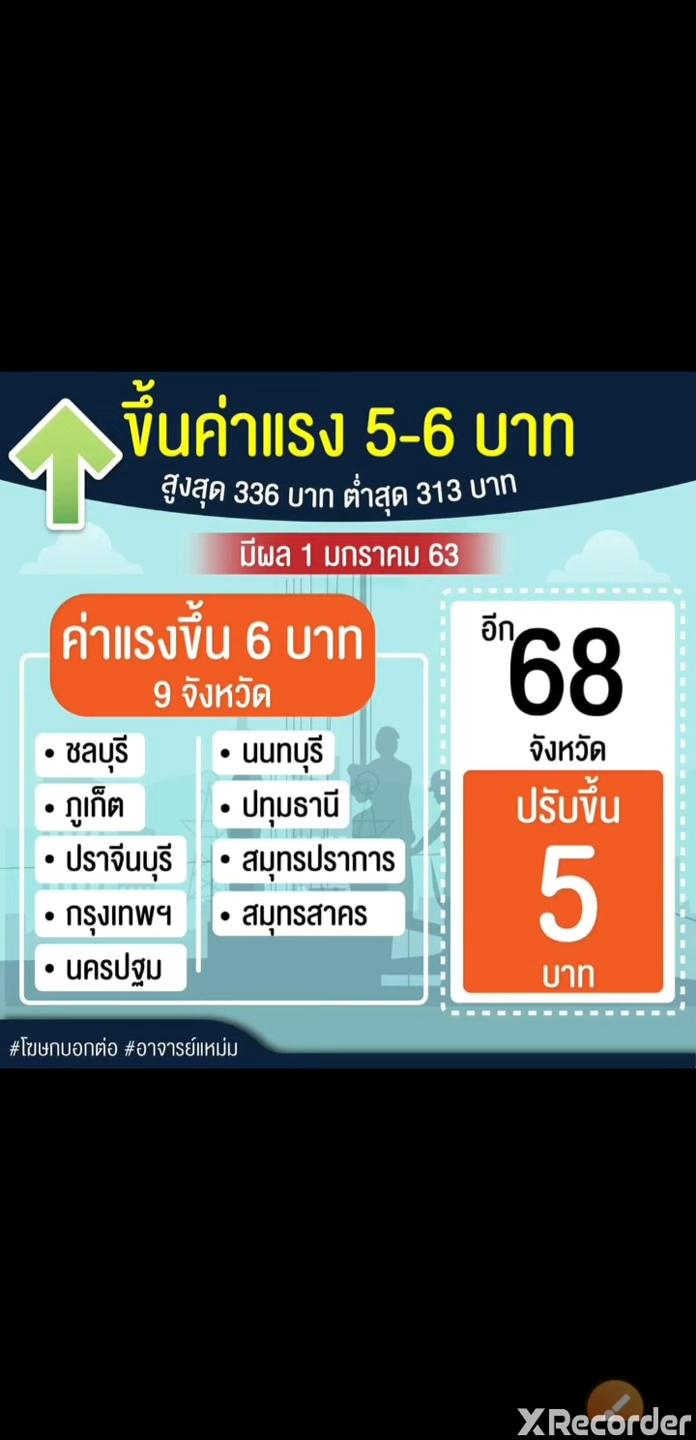 ขึ้นค่าแรง 5-6 บาท
สูงสุด 336 บาท ต่ำสุด 313 บาท
มีผล 1 มกราคม 63
ค่าแรงขึ้น 6 บาท
9 จังหวัด
• ชลบุรี
• ภูเก็ต
• ปราจีนบุรี
• กรุงเทพฯ
• นครปฐม
• นนทบุรี
• ปทุมธานี
• สมุทรปราการ
• สมุทรสาคร
อีก 68
จังหวัด
ปรับขึ้น
5
บาท
#โฆษกบอกต่อ #อาจารย์แหม่ม
XRecorder